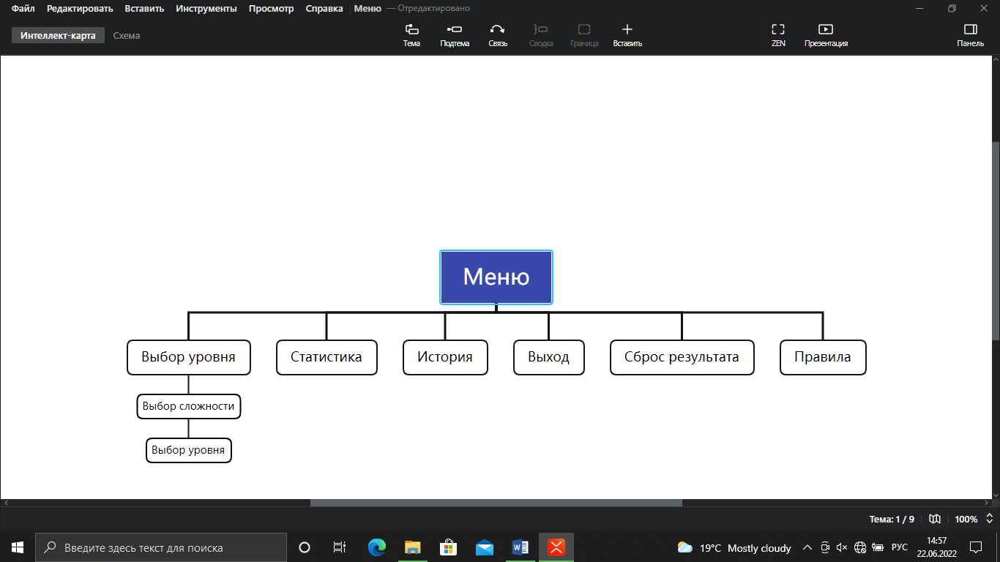 Файл Редактировать Вставить Инструменты Просмотр Справка Меню — Отредактировано
Интеллект-карта Схема
Тема Подтема Связь Сводка Граница Вставить ZEN Презентация Панель
Меню
Выбор уровня Статистика История Выход Сброс результата Правила
Выбор сложности
Выбор уровня
Тема: 1 / 9 100%
Введите здесь текст для поиска 19°C Mostly cloudy РУС 14:57
22.06.2022